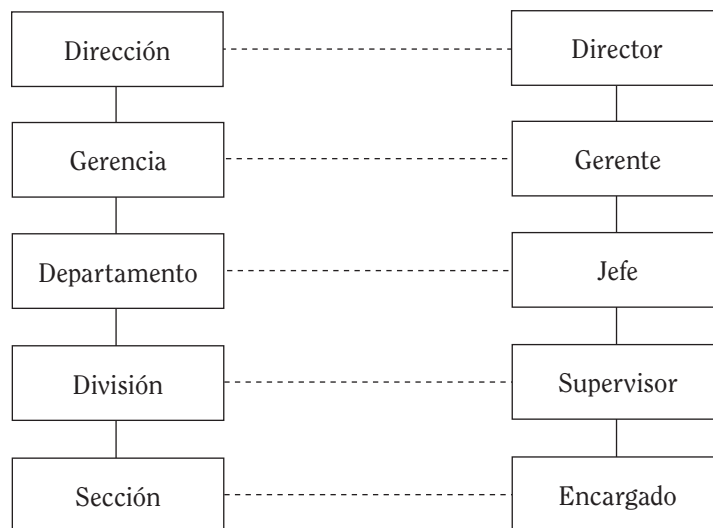 Dirección
Director
Gerencia
Gerente
Departamento
Jefe
División
Supervisor
Sección
Encargado